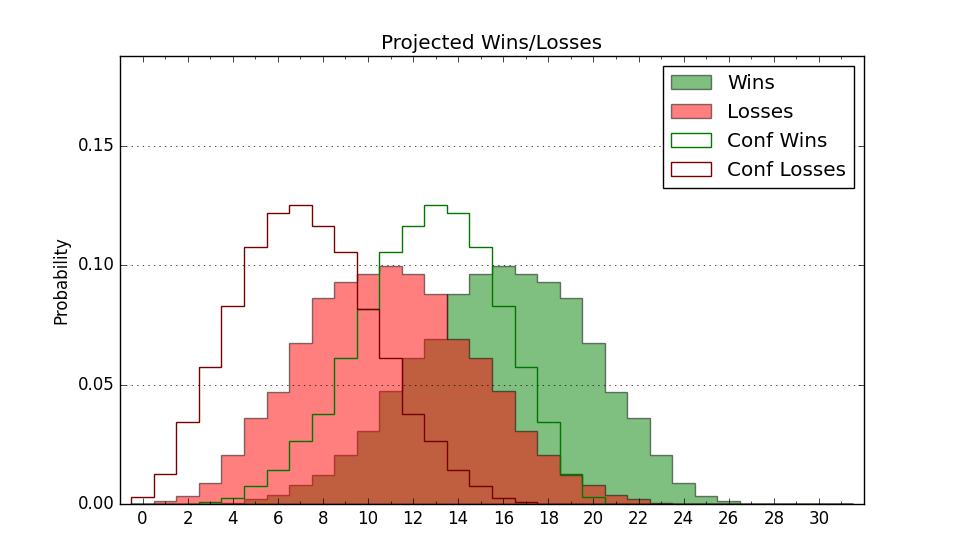 Projected Wins/Losses
Wins
Losses
Conf Wins
Conf Losses
Probability
0.15
0.10
0.05
0.00
0 2 4 6 8 10 12 14 16 18 20 22 24 26 28 30